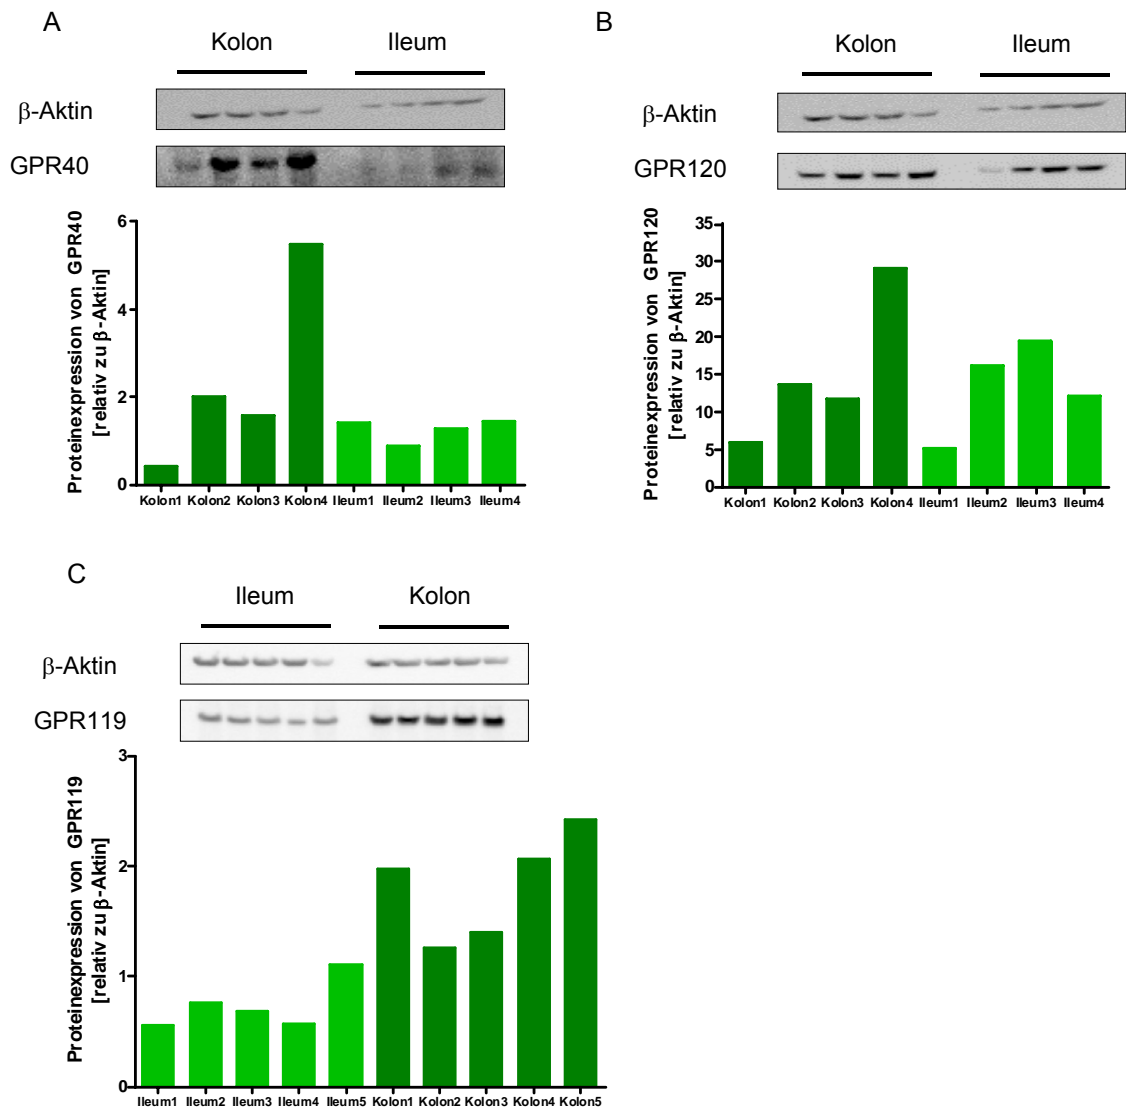 A
Kolon Ileum
β-Aktin
GPR40
Proteinexpression von GPR40
[relativ zu β-Aktin]
6
4
2
0
Kolon1 Kolon2 Kolon3 Kolon4 Ileum1 Ileum2 Ileum3 Ileum4
B
Kolon Ileum
β-Aktin
GPR120
Proteinexpression von GPR120
[relativ zu β-Aktin]
35
30
25
20
15
10
5
0
Kolon1 Kolon2 Kolon3 Kolon4 Ileum1 Ileum2 Ileum3 Ileum4
C
Ileum Kolon
β-Aktin
GPR119
Proteinexpression von GPR119
[relativ zu β-Aktin]
3
2
1
0
Ileum1 Ileum2 Ileum3 Ileum4 Ileum5 Kolon1 Kolon2 Kolon3 Kolon4 Kolon5